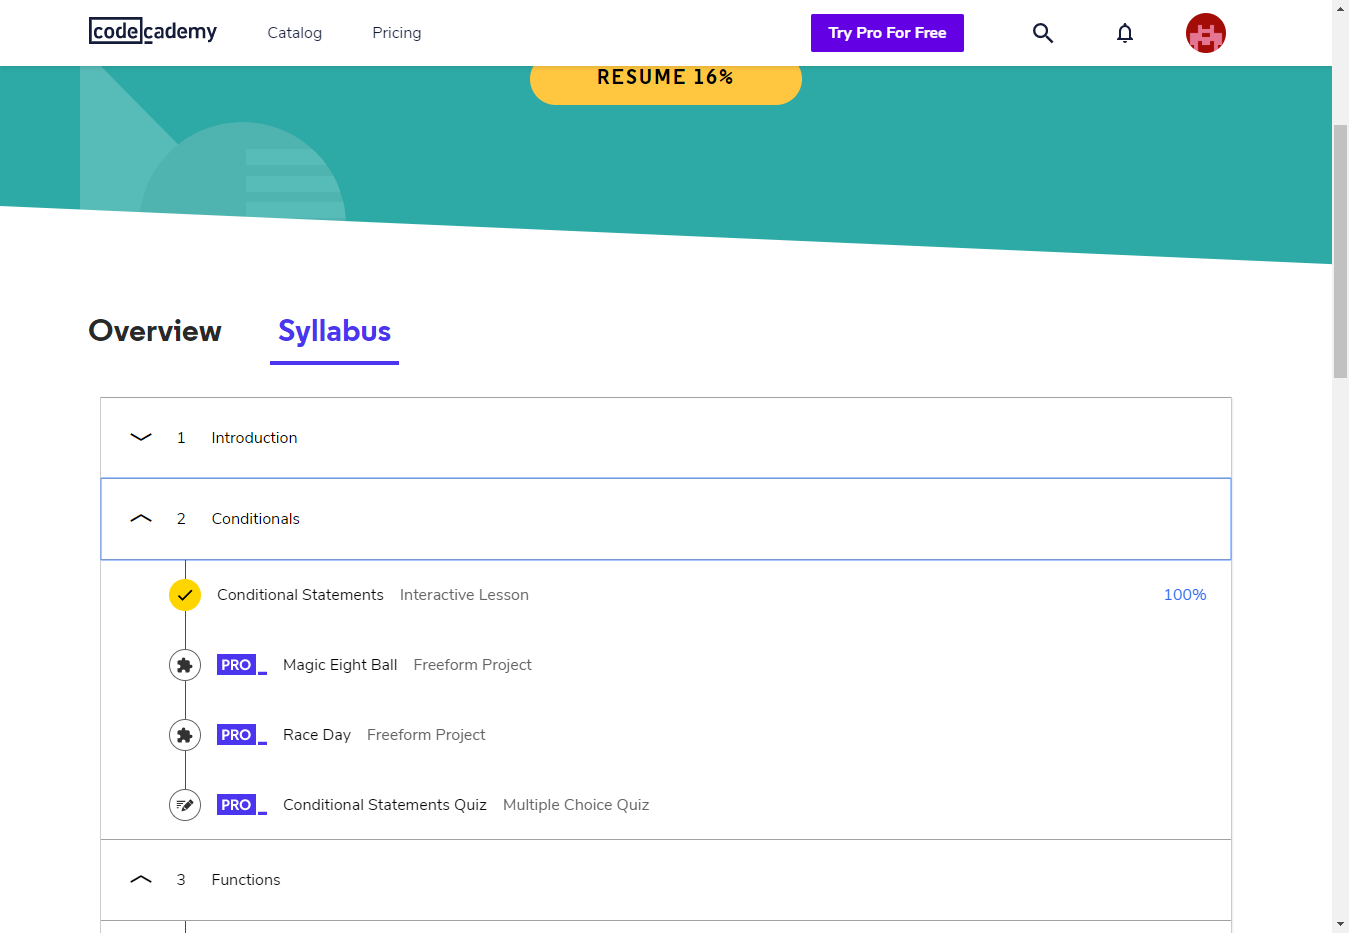 codecademy Catalog Pricing Try Pro For Free
RESUME 16%
Overview Syllabus
1 Introduction
2 Conditionals
Conditional Statements Interactive Lesson 100%
PRO Magic Eight Ball Freeform Project
PRO Race Day Freeform Project
PRO Conditional Statements Quiz Multiple Choice Quiz
3 Functions